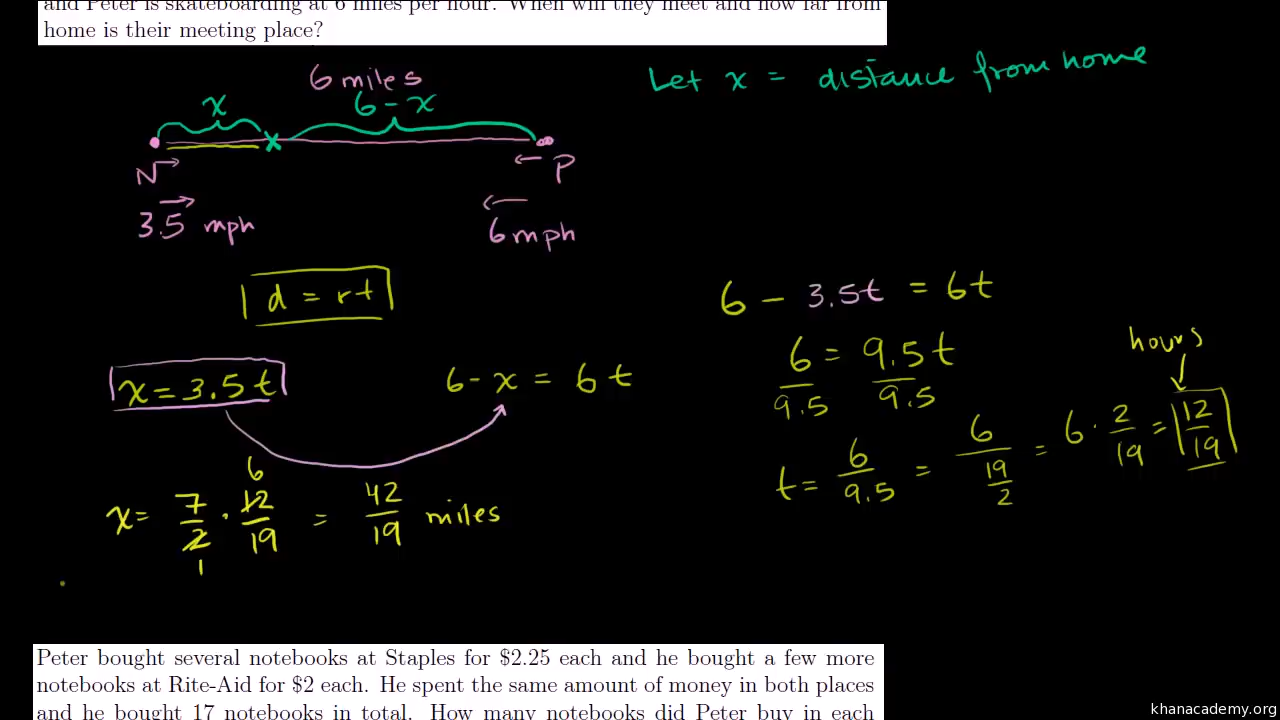 and Peter is skateboarding at 6 miles per hour. When will they meet and how far from
home is their meeting place?
6 miles
Let x = distance from home
x
6 - x
N
P
3.5 mph
6 mph
d = rt
6 - 3.5t = 6t
6/9.5 = 9.5t/9.5
hours
x = 3.5t
6 - x = 6t
t = 6/9.5 = 6/(19/2) = 6 · 2/19 = 12/19
6
x = 7/2 · 12/19 = 42/19 miles
1
Peter bought several notebooks at Staples for $2.25 each and he bought a few more
notebooks at Rite-Aid for $2 each. He spent the same amount of money in both places
and he bought 17 notebooks in total. How many notebooks did Peter buy in each
khanacademy.org